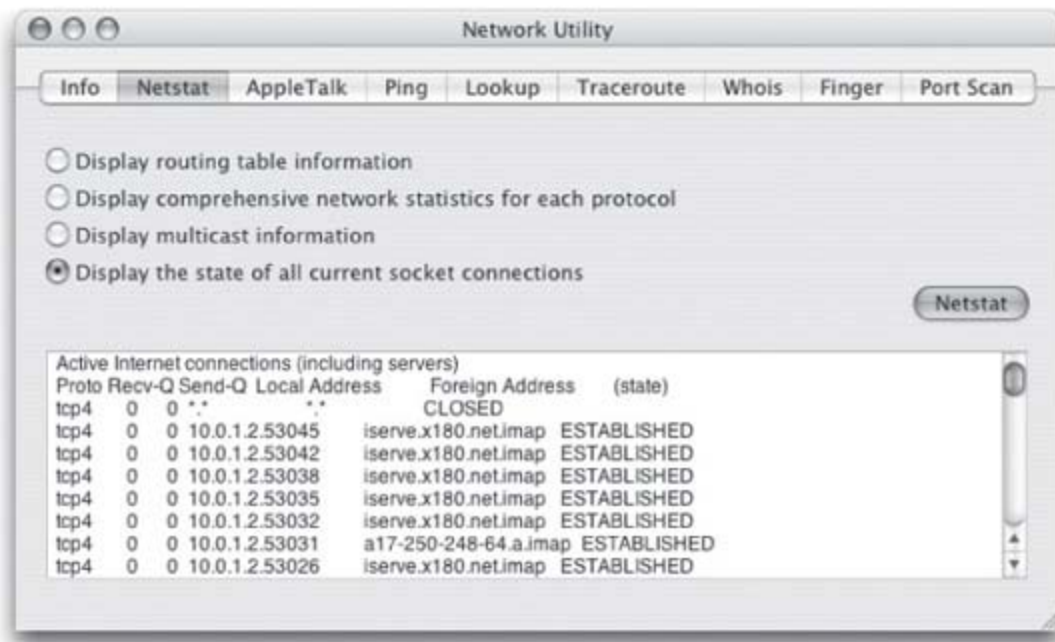 Network Utility
Info Netstat AppleTalk Ping Lookup Traceroute Whois Finger Port Scan
Display routing table information
Display comprehensive network statistics for each protocol
Display multicast information
Display the state of all current socket connections
Netstat
Active Internet connections (including servers)
Proto Recv-Q Send-Q Local Address Foreign Address (state)
tcp4 0 0 *.* *.* CLOSED
tcp4 0 0 10.0.1.2.53045 iserve.x180.net.imap ESTABLISHED
tcp4 0 0 10.0.1.2.53042 iserve.x180.net.imap ESTABLISHED
tcp4 0 0 10.0.1.2.53038 iserve.x180.net.imap ESTABLISHED
tcp4 0 0 10.0.1.2.53035 iserve.x180.net.imap ESTABLISHED
tcp4 0 0 10.0.1.2.53032 iserve.x180.net.imap ESTABLISHED
tcp4 0 0 10.0.1.2.53031 a17-250-248-64.a.imap ESTABLISHED
tcp4 0 0 10.0.1.2.53026 iserve.x180.net.imap ESTABLISHED